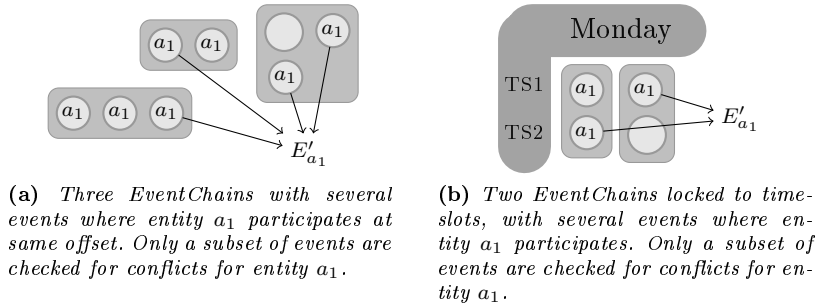 a₁ a₁ a₁
a₁
a₁ a₁ a₁
E′ₐ₁
(a) Three EventChains with several
events where entity a₁ participates at
same offset. Only a subset of events are
checked for conflicts for entity a₁.
Monday
TS1 a₁ a₁
TS2 a₁
E′ₐ₁
(b) Two EventChains locked to time-
slots, with several events where en-
tity a₁ participates. Only a subset of
events are checked for conflicts for en-
tity a₁.